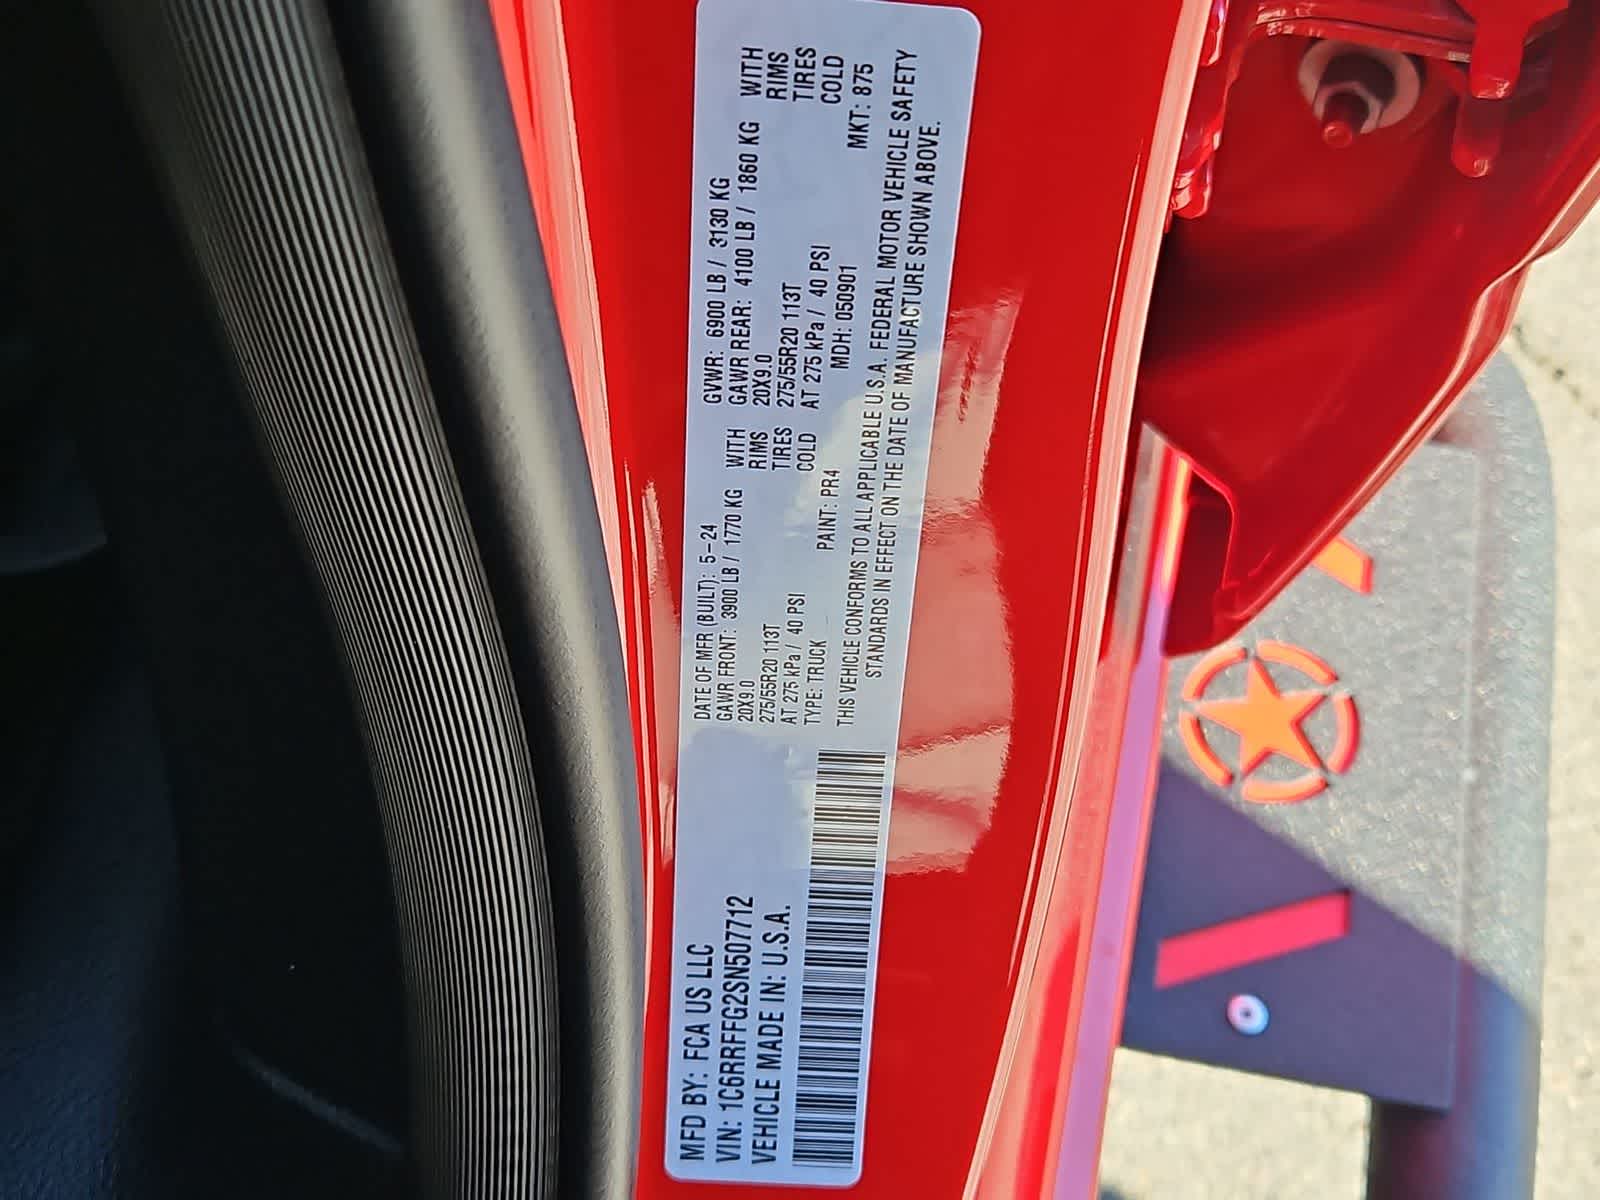 MFD BY: FCA US LLC
VIN: 1C6RRFFG2SN507712
VEHICLE MADE IN: U.S.A.
DATE OF MFR (BUILT): 5-24 GVWR: 6900 LB / 3130 KG
GAWR FRONT: 3900 LB / 1770 KG WITH GAWR REAR: 4100 LB / 1860 KG WITH
20X9.0 RIMS 20X9.0 RIMS
275/55R20 113T TIRES 275/55R20 113T TIRES
AT 275 kPa / 40 PSI COLD AT 275 kPa / 40 PSI COLD
TYPE: TRUCK PAINT: PR4 MDH: 050901 MKT: 875
THIS VEHICLE CONFORMS TO ALL APPLICABLE U.S.A. FEDERAL MOTOR VEHICLE SAFETY
STANDARDS IN EFFECT ON THE DATE OF MANUFACTURE SHOWN ABOVE.